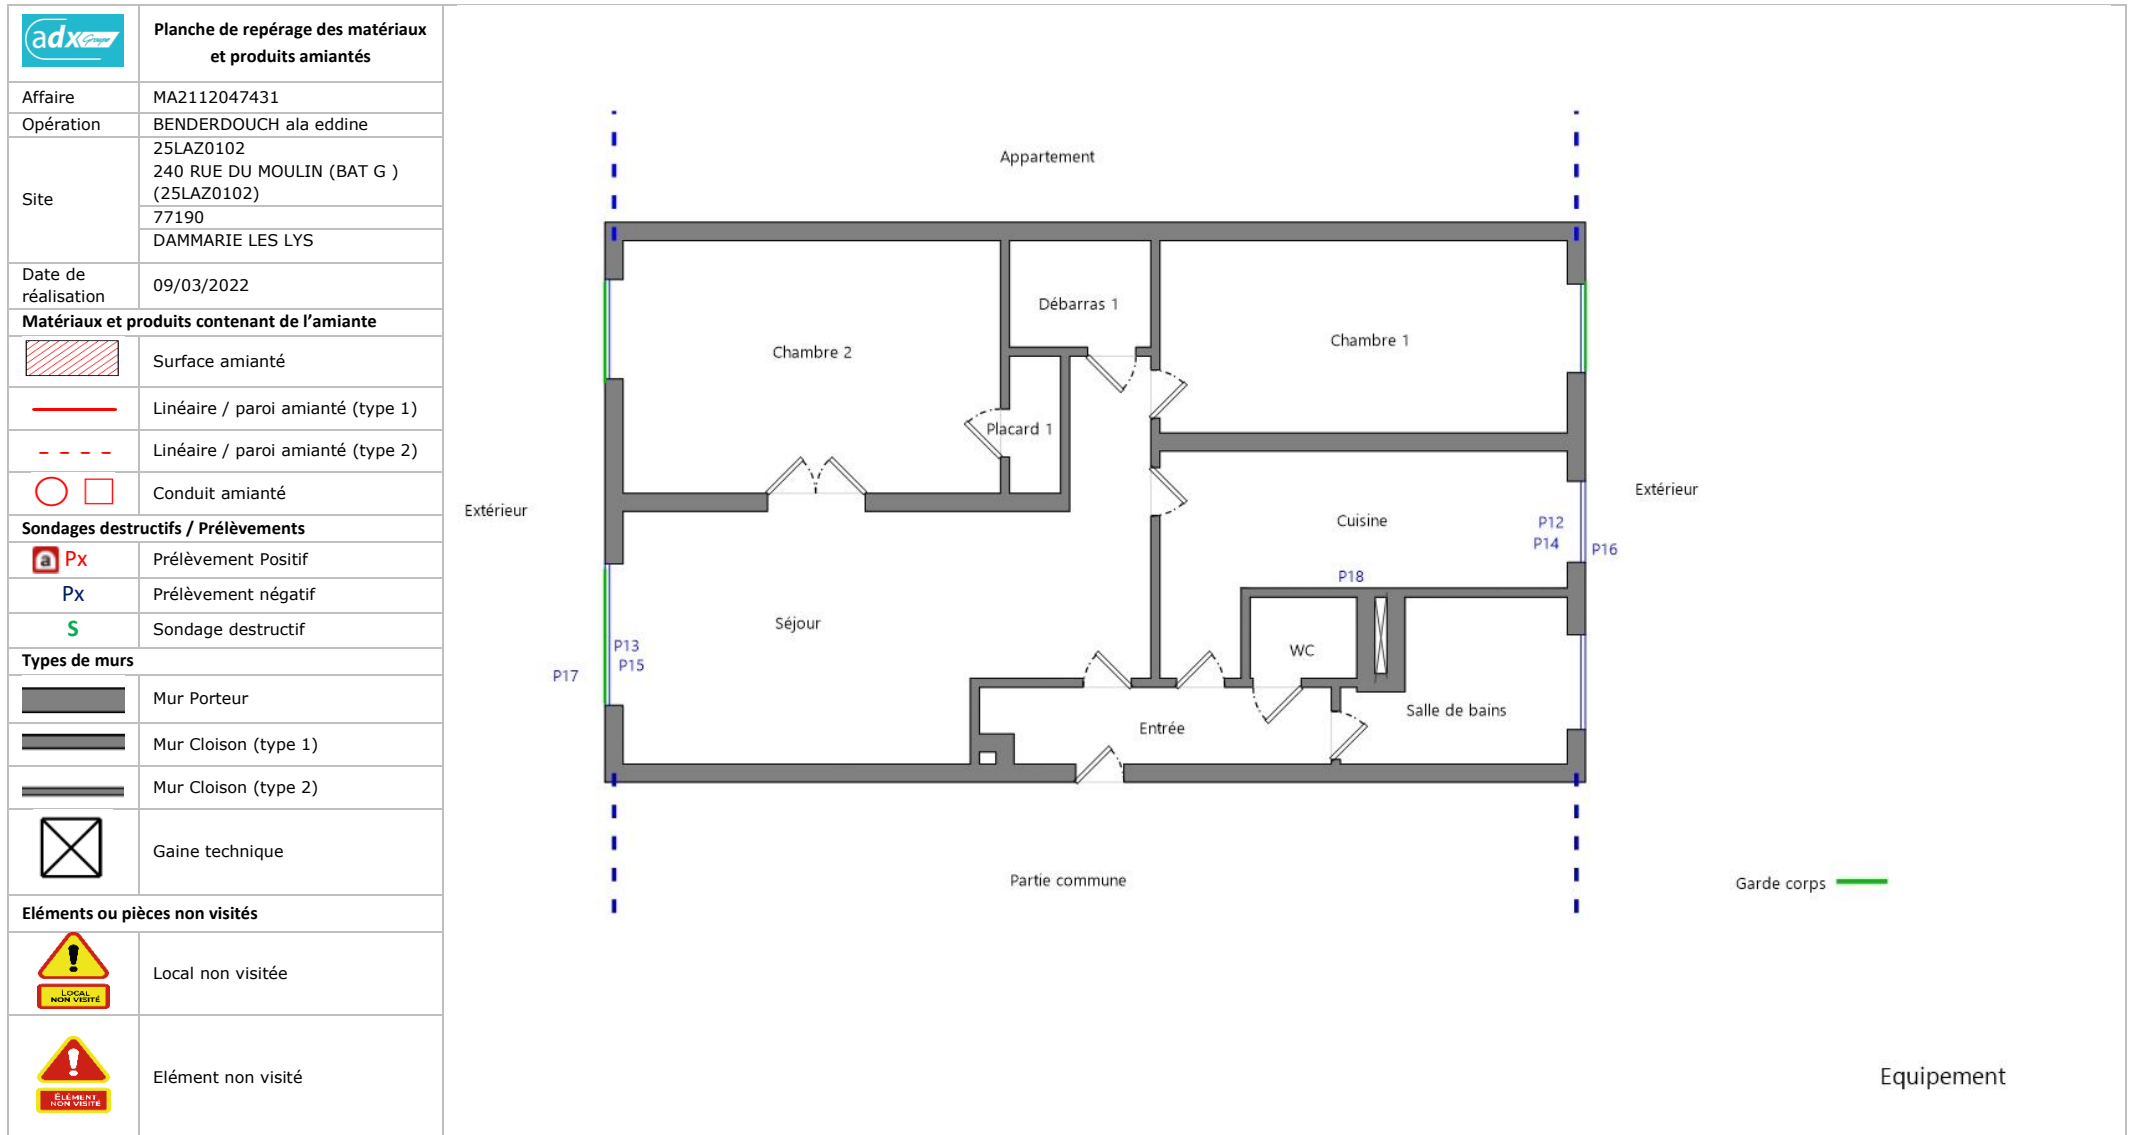 adx Groupe
Planche de repérage des matériaux
et produits amiantés
Affaire
MA2112047431
Opération
BENDERDOUCH ala eddine
Site
25LAZ0102
240 RUE DU MOULIN (BAT G )
(25LAZ0102)
77190
DAMMARIE LES LYS
Date de
réalisation
09/03/2022
Matériaux et produits contenant de l'amiante
Surface amianté
Linéaire / paroi amianté (type 1)
Linéaire / paroi amianté (type 2)
Conduit amianté
Sondages destructifs / Prélèvements
a Px
Prélèvement Positif
Px
Prélèvement négatif
S
Sondage destructif
Types de murs
Mur Porteur
Mur Cloison (type 1)
Mur Cloison (type 2)
Gaine technique
Eléments ou pièces non visités
!
LOCAL
NON VISITÉ
Local non visitée
!
ÉLÉMENT
NON VISITÉ
Elément non visité
Appartement
Débarras 1
Chambre 1
Chambre 2
Placard 1
Extérieur
Extérieur
Cuisine
P12
P14
P16
P18
Séjour
P13
P15
P17
WC
Salle de bains
Entrée
Partie commune
Garde corps
Equipement